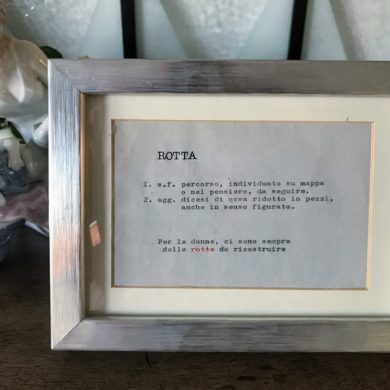 ROTTA
1. s.f. percorso, individuato su mappa
o nel pensiero, da seguire.
2. agg. dicesi di cosa ridotto in pezzi,
anche in senso figurato.
Per le donne, ci sono sempre
delle rotte da ricostruire